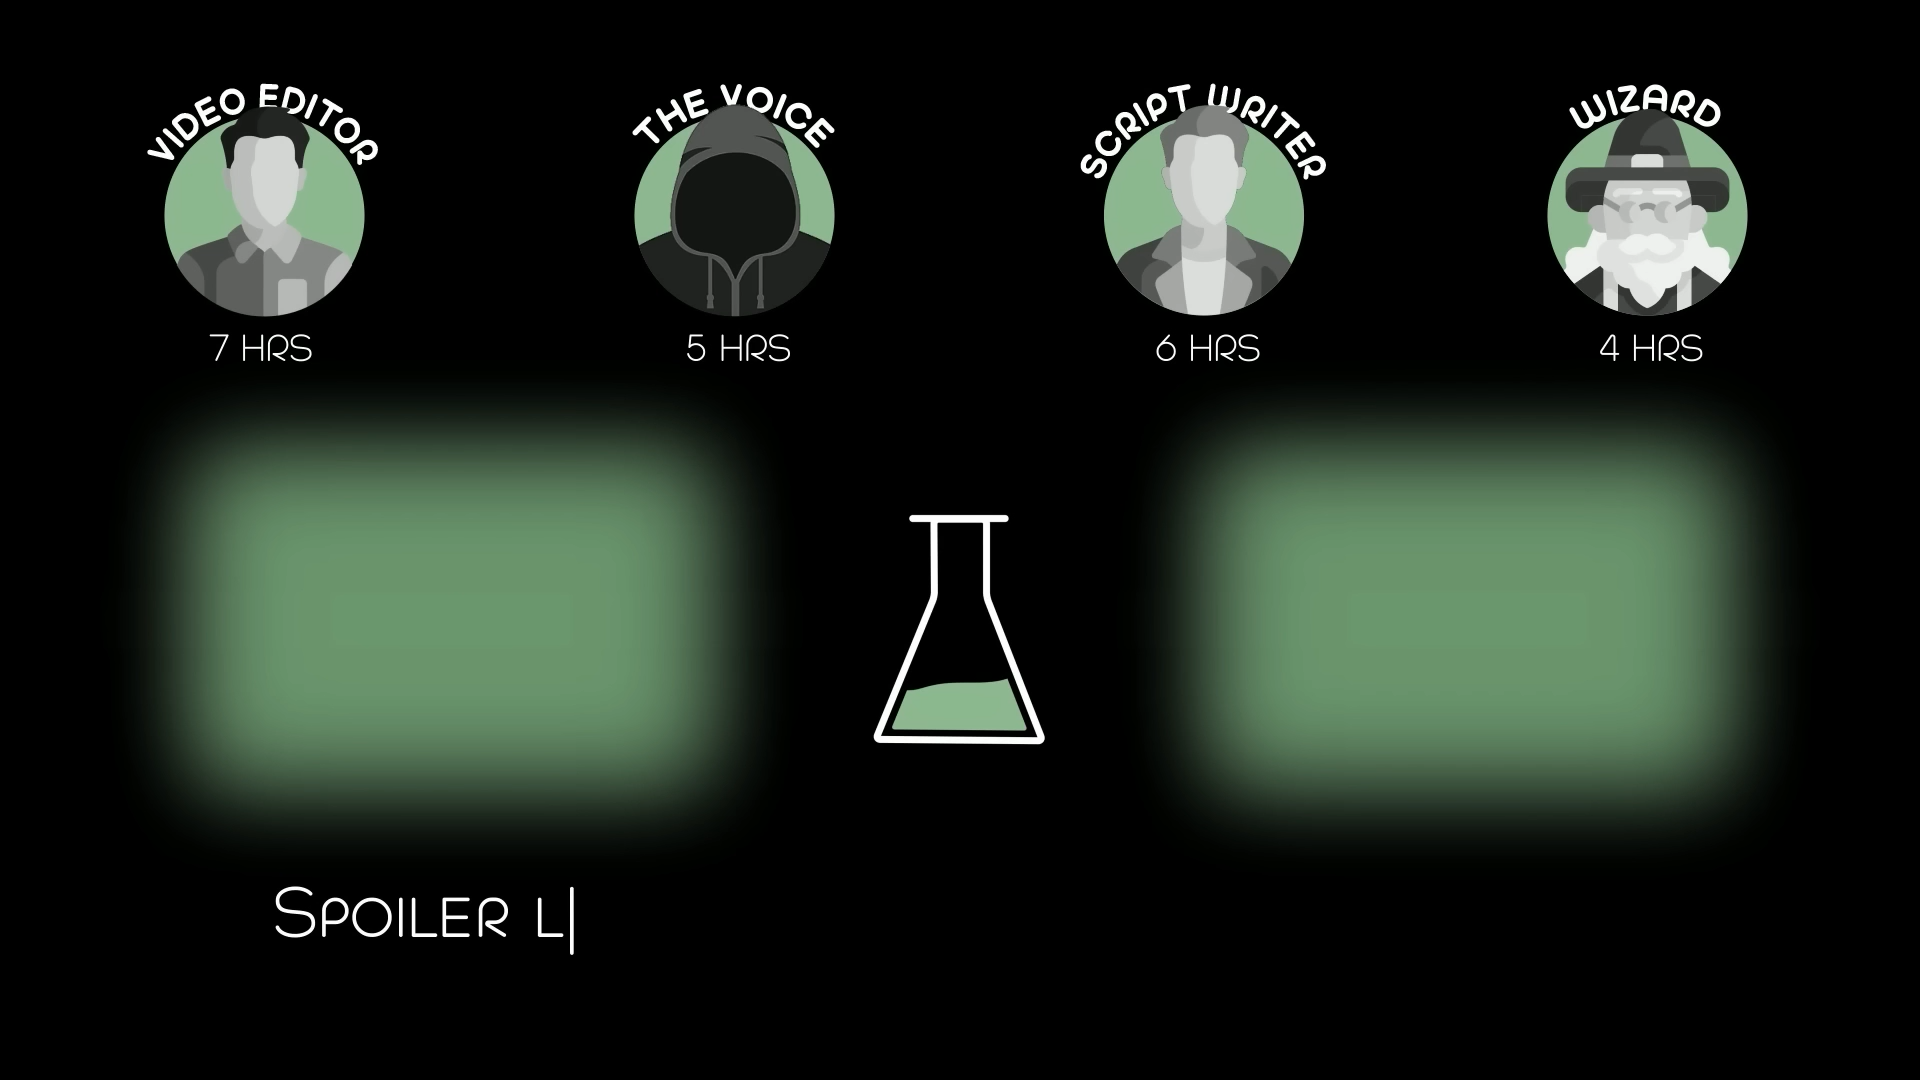 VIDEO EDITOR
THE VOICE
SCRIPT WRITER
WIZARD
7 HRS
5 HRS
6 HRS
4 HRS
Spoiler l